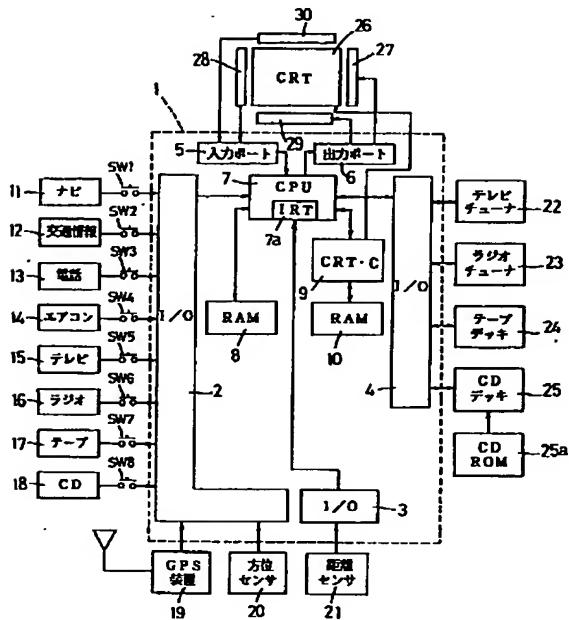 30
26
28
CRT
27
1
29
5
入力ポート
出力ポート
6
7
CPU
IRT
7a
SW1
11
ナビ
SW2
12
交通情報
SW3
13
電話
SW4
14
エアコン
SW5
15
テレビ
SW6
16
ラジオ
SW7
17
テープ
SW8
18
CD
I/O
2
RAM
8
9
CRT・C
RAM
10
I/O
4
テレビ
チューナ
22
ラジオ
チューナ
23
テープ
デッキ
24
CD
デッキ
25
CD
ROM
25a
I/O
3
GPS
装置
19
方位
センサ
20
距離
センサ
21